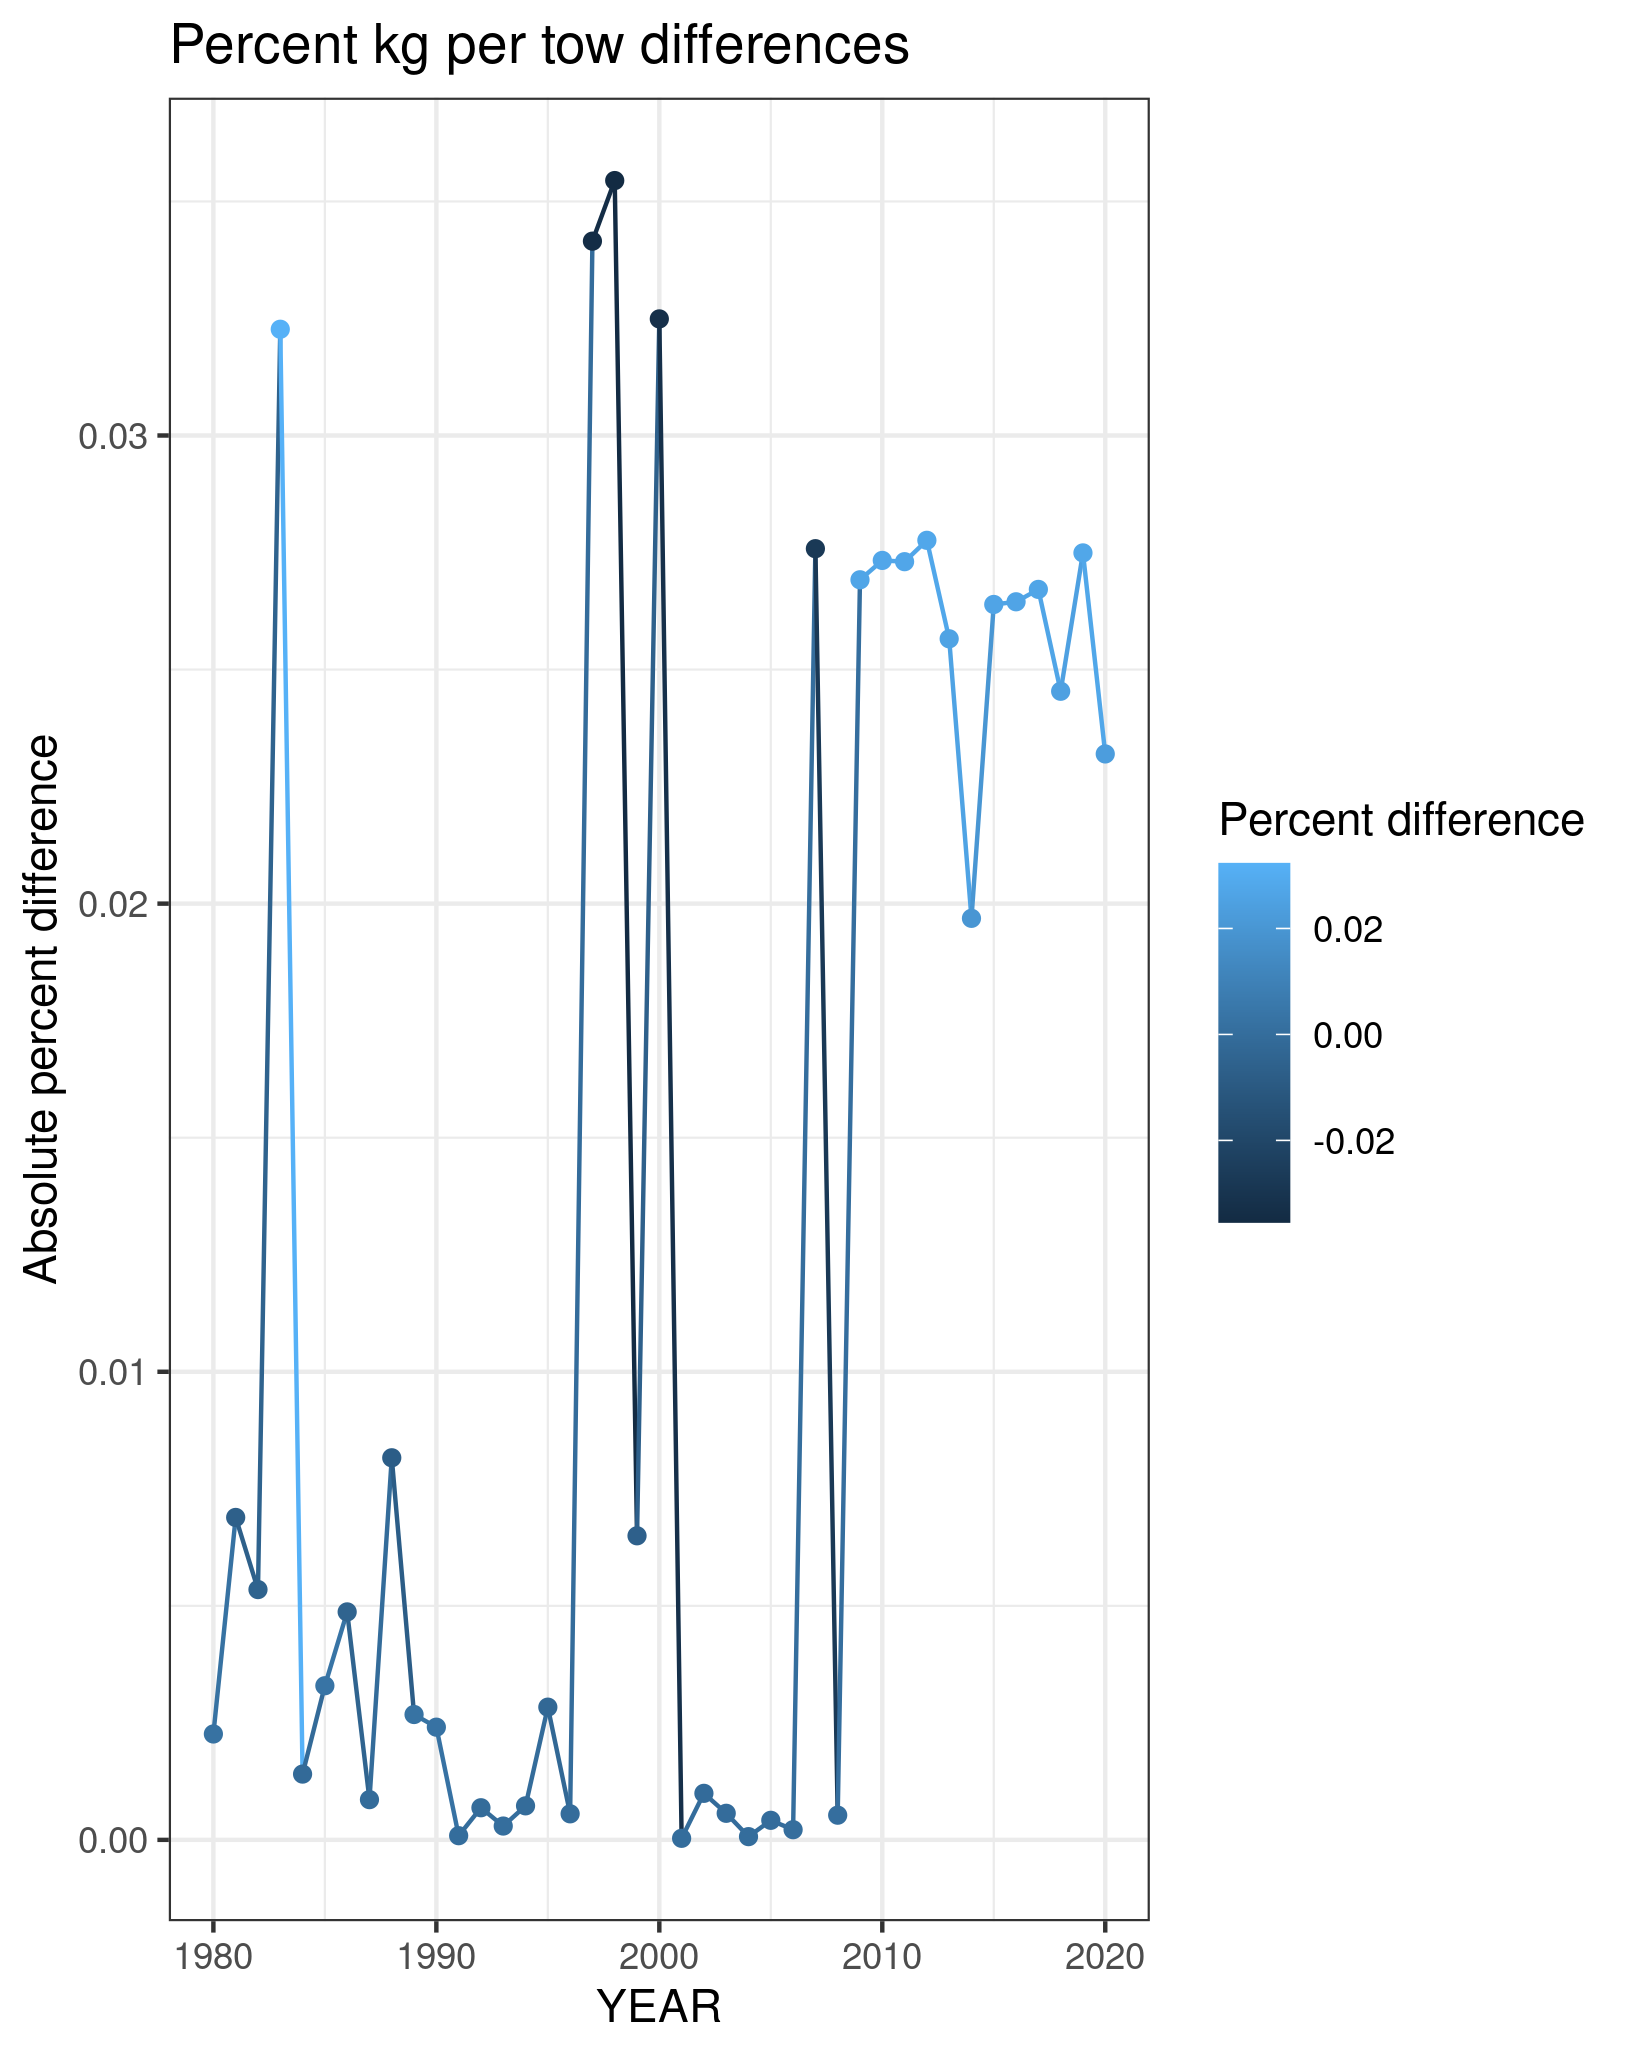 Percent kg per tow differences
Absolute percent difference
0.03
0.02
0.01
0.00
1980 1990 2000 2010 2020
YEAR
Percent difference
0.02
0.00
-0.02